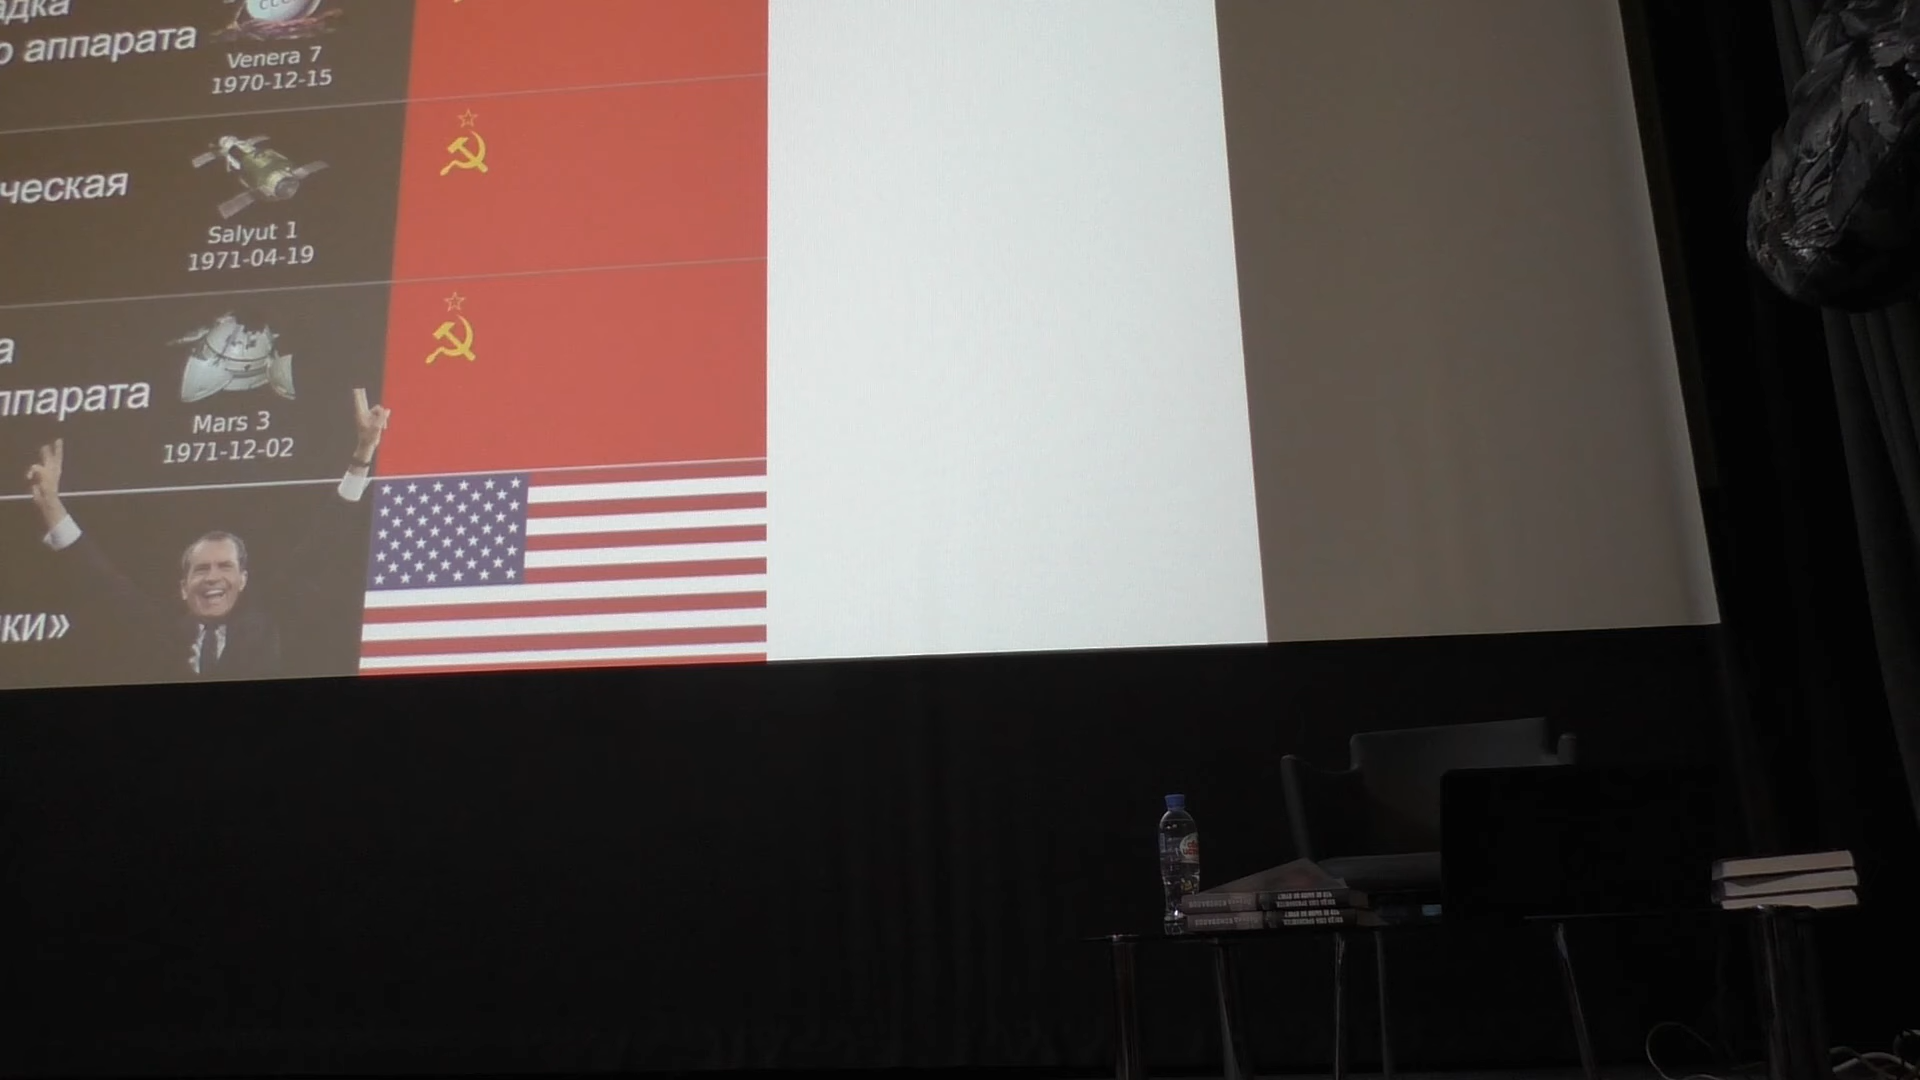 адка
о аппарата
СССР
Venera 7
1970-12-15
ческая
Salyut 1
1971-04-19
а
ппарата
Mars 3
1971-12-02
ки»